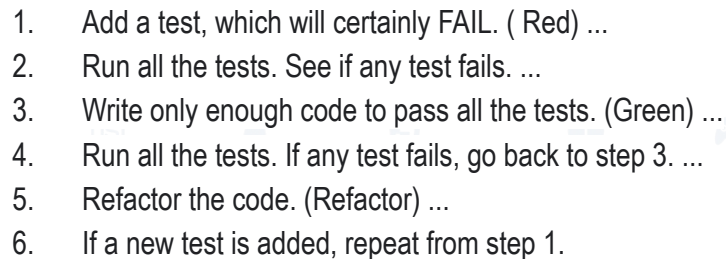 1. Add a test, which will certainly FAIL. ( Red) ...
2. Run all the tests. See if any test fails. ...
3. Write only enough code to pass all the tests. (Green) ...
4. Run all the tests. If any test fails, go back to step 3. ...
5. Refactor the code. (Refactor) ...
6. If a new test is added, repeat from step 1.